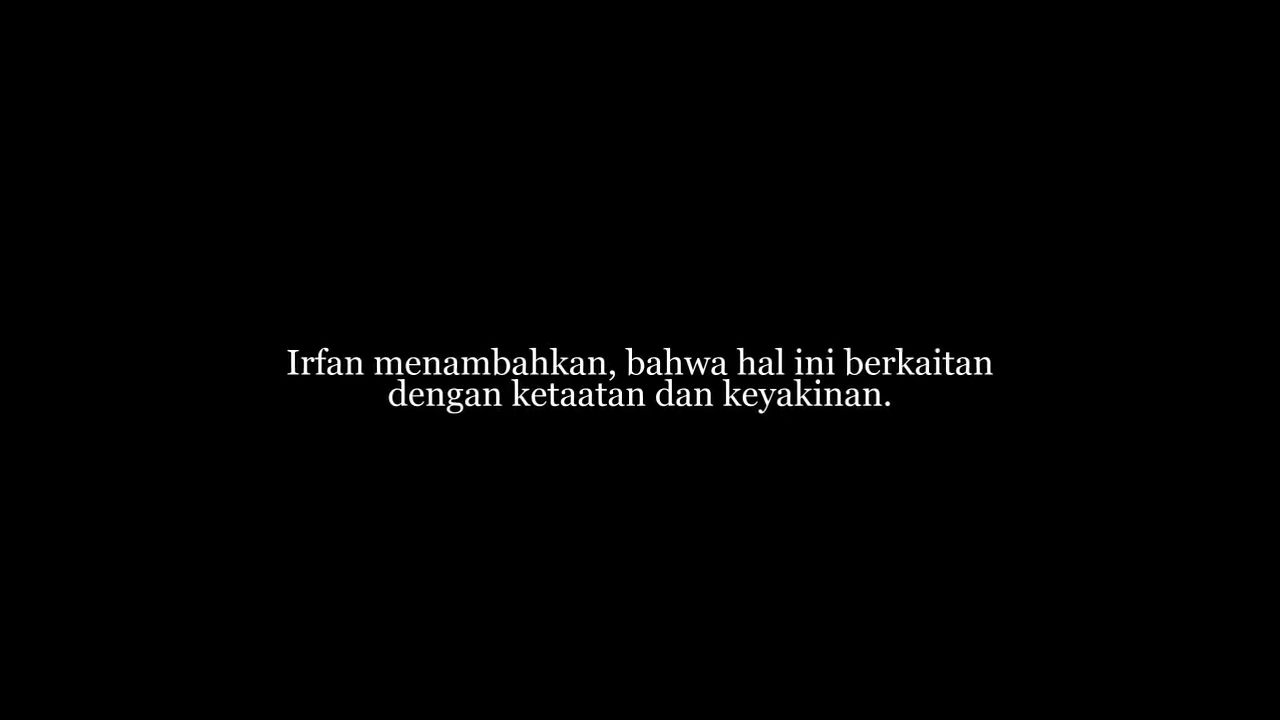 Irfan menambahkan, bahwa hal ini berkaitan
dengan ketaatan dan keyakinan.